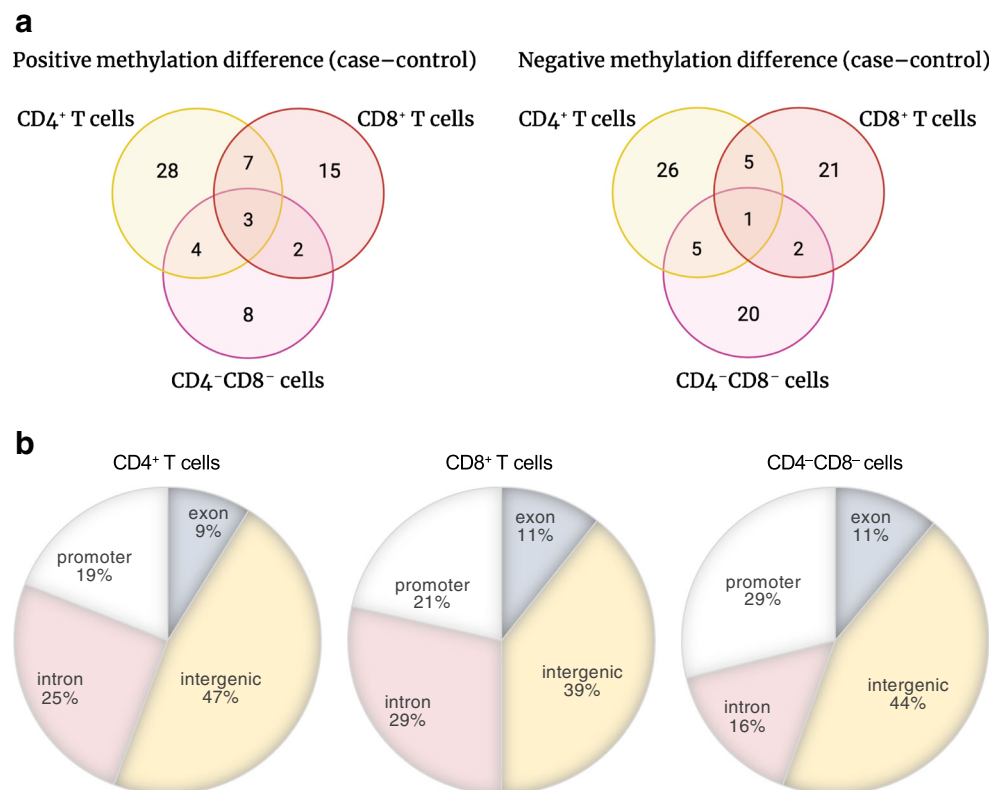 a
Positive methylation difference (case–control)
Negative methylation difference (case–control)
CD4⁺ T cells
CD8⁺ T cells
28
7
15
3
4
2
8
CD4⁻CD8⁻ cells
CD4⁺ T cells
CD8⁺ T cells
26
5
21
1
5
2
20
CD4⁻CD8⁻ cells
b
CD4⁺ T cells
exon
9%
promoter
19%
intron
25%
intergenic
47%
CD8⁺ T cells
exon
11%
promoter
21%
intergenic
39%
intron
29%
CD4⁻CD8⁻ cells
exon
11%
promoter
29%
intergenic
44%
intron
16%